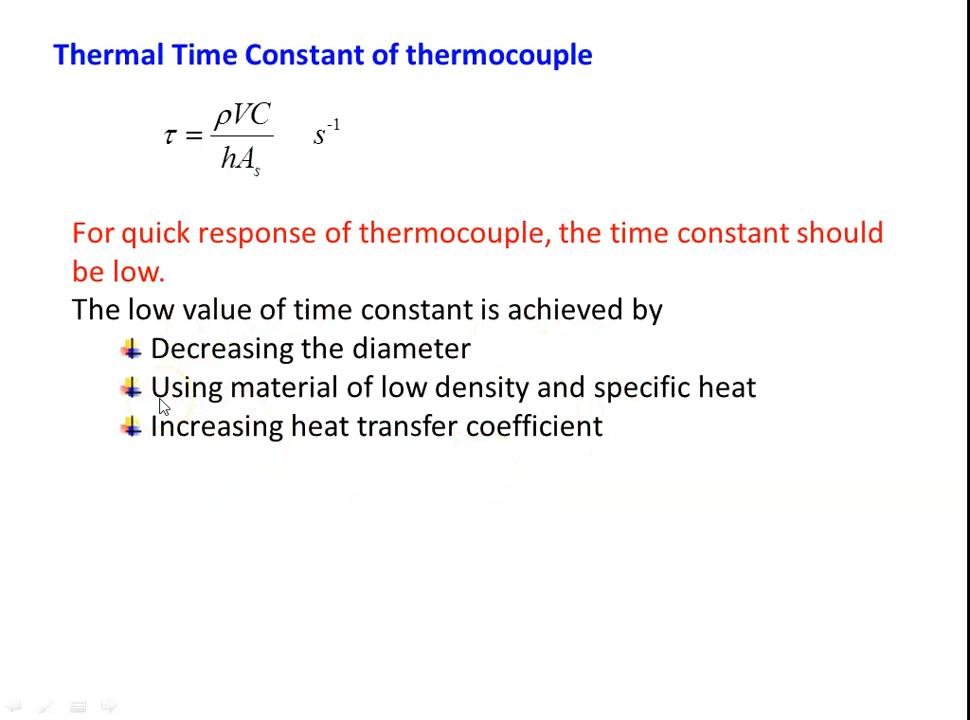 Thermal Time Constant of thermocouple
τ = ρVC / hAₛ s⁻¹
For quick response of thermocouple, the time constant should
be low.
The low value of time constant is achieved by
Decreasing the diameter
Using material of low density and specific heat
Increasing heat transfer coefficient